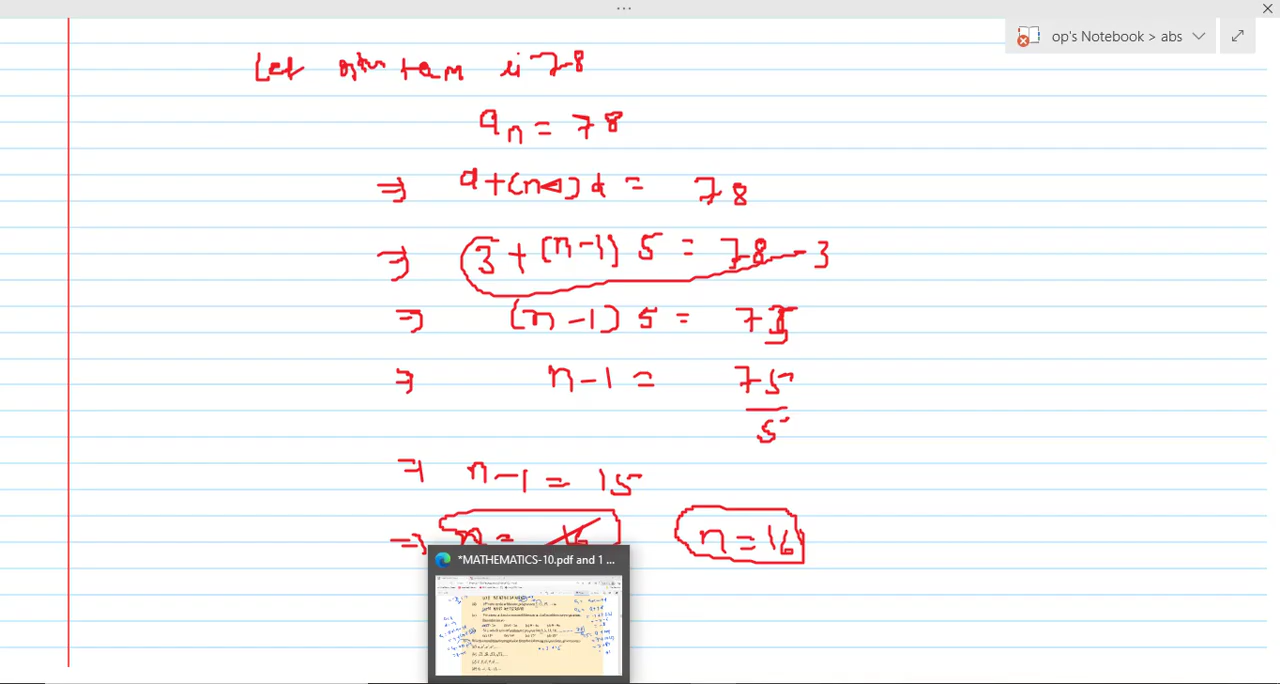 op's Notebook > abs
Let nth term is 78
an = 78
⇒ a+(n-1)d = 78
⇒ 3+(n-1) 5 = 78 - 3
⇒ (n-1) 5 = 75
⇒ n-1 = 75/5
⇒ n-1 = 15
⇒ n = 16 n=16
*MATHEMATICS-10.pdf and 1 ...